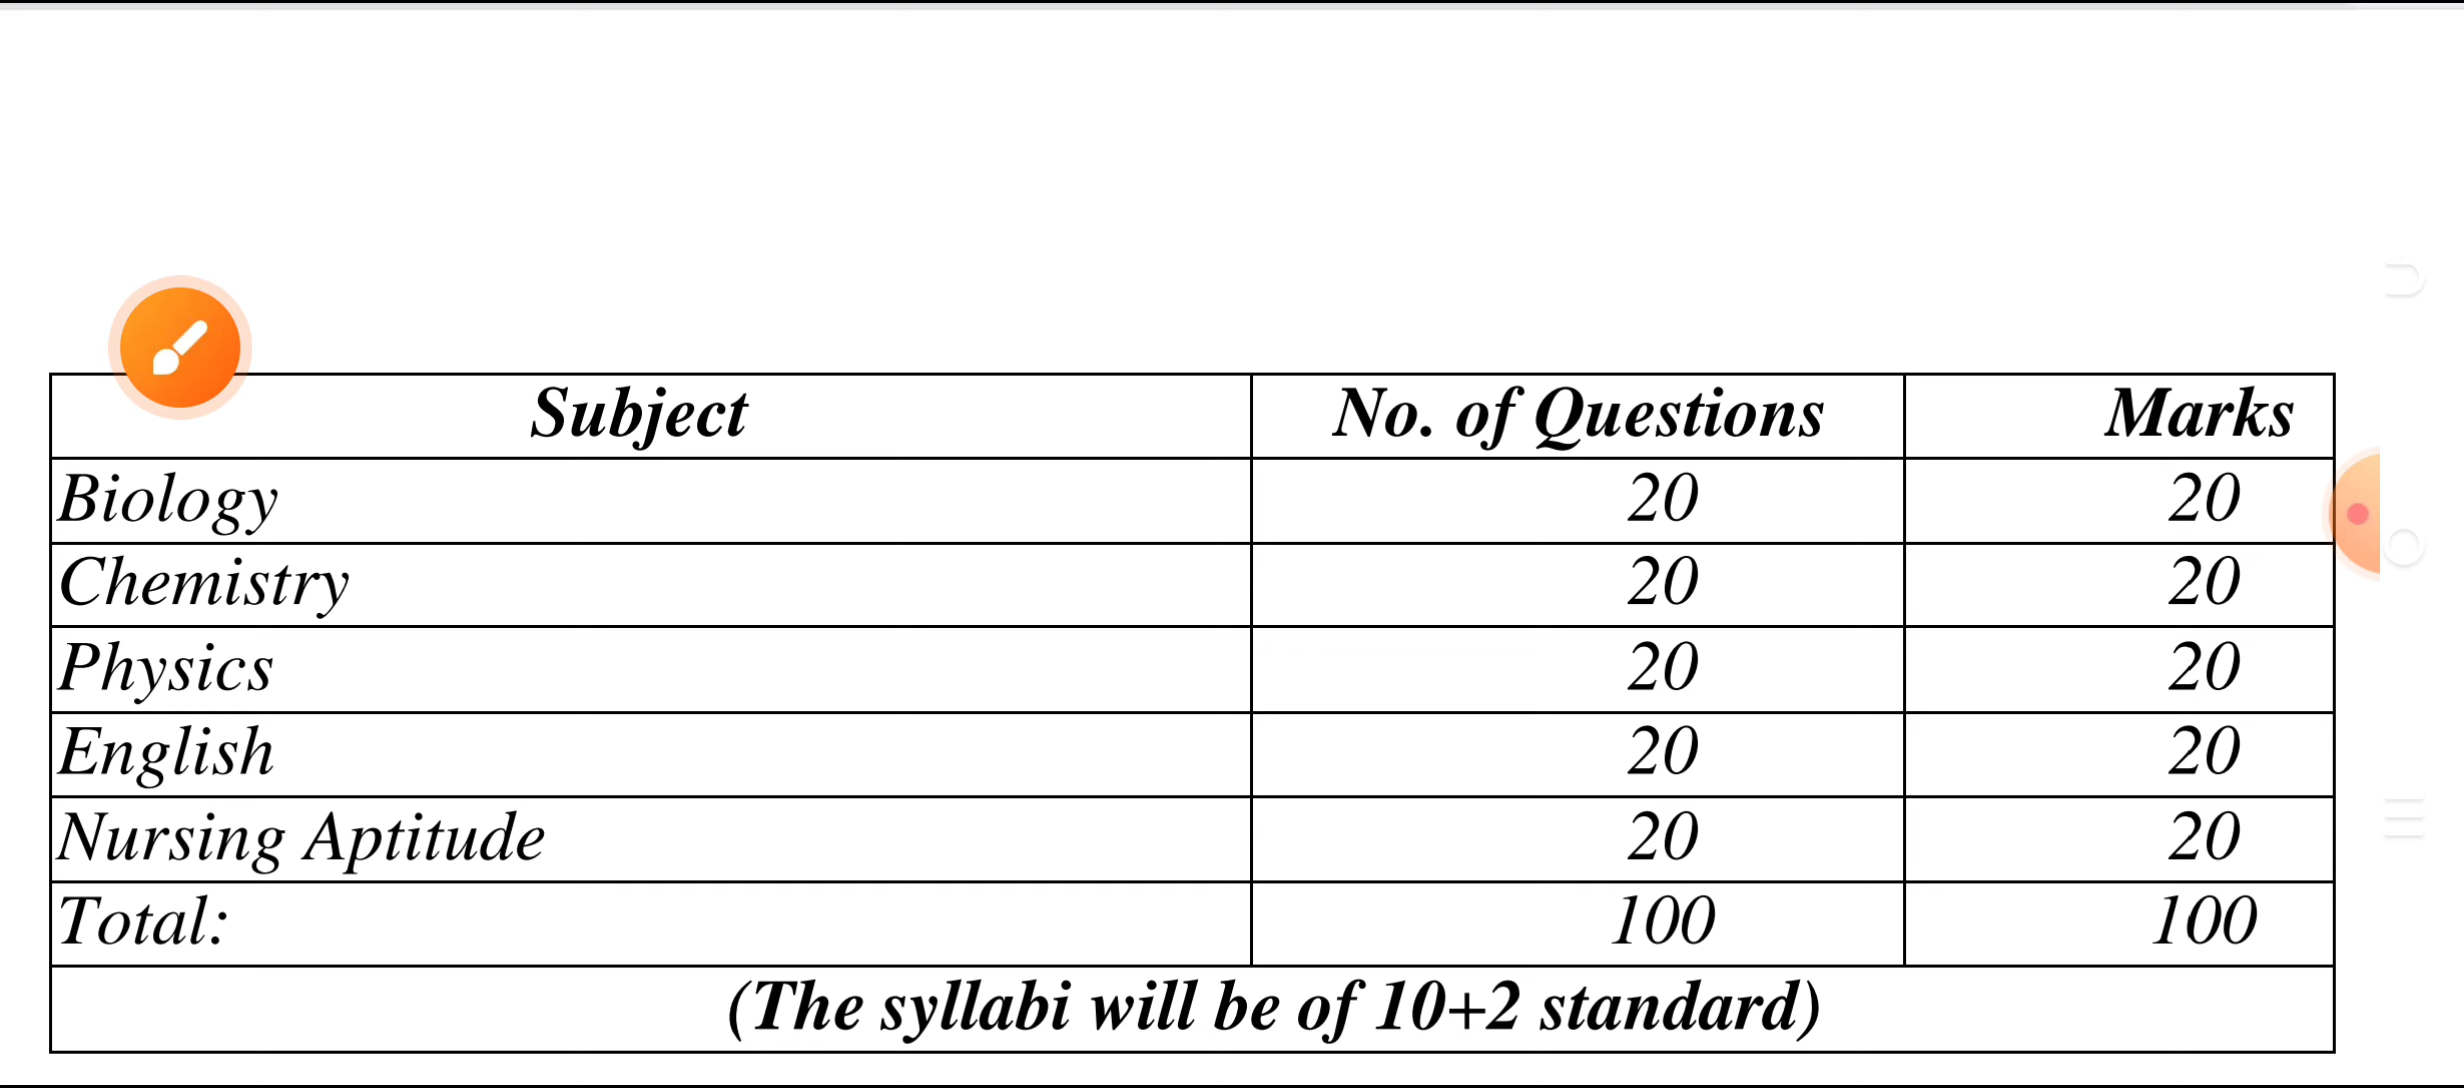 Subject No. of Questions Marks
Biology 20 20
Chemistry 20 20
Physics 20 20
English 20 20
Nursing Aptitude 20 20
Total: 100 100
(The syllabi will be of 10+2 standard)